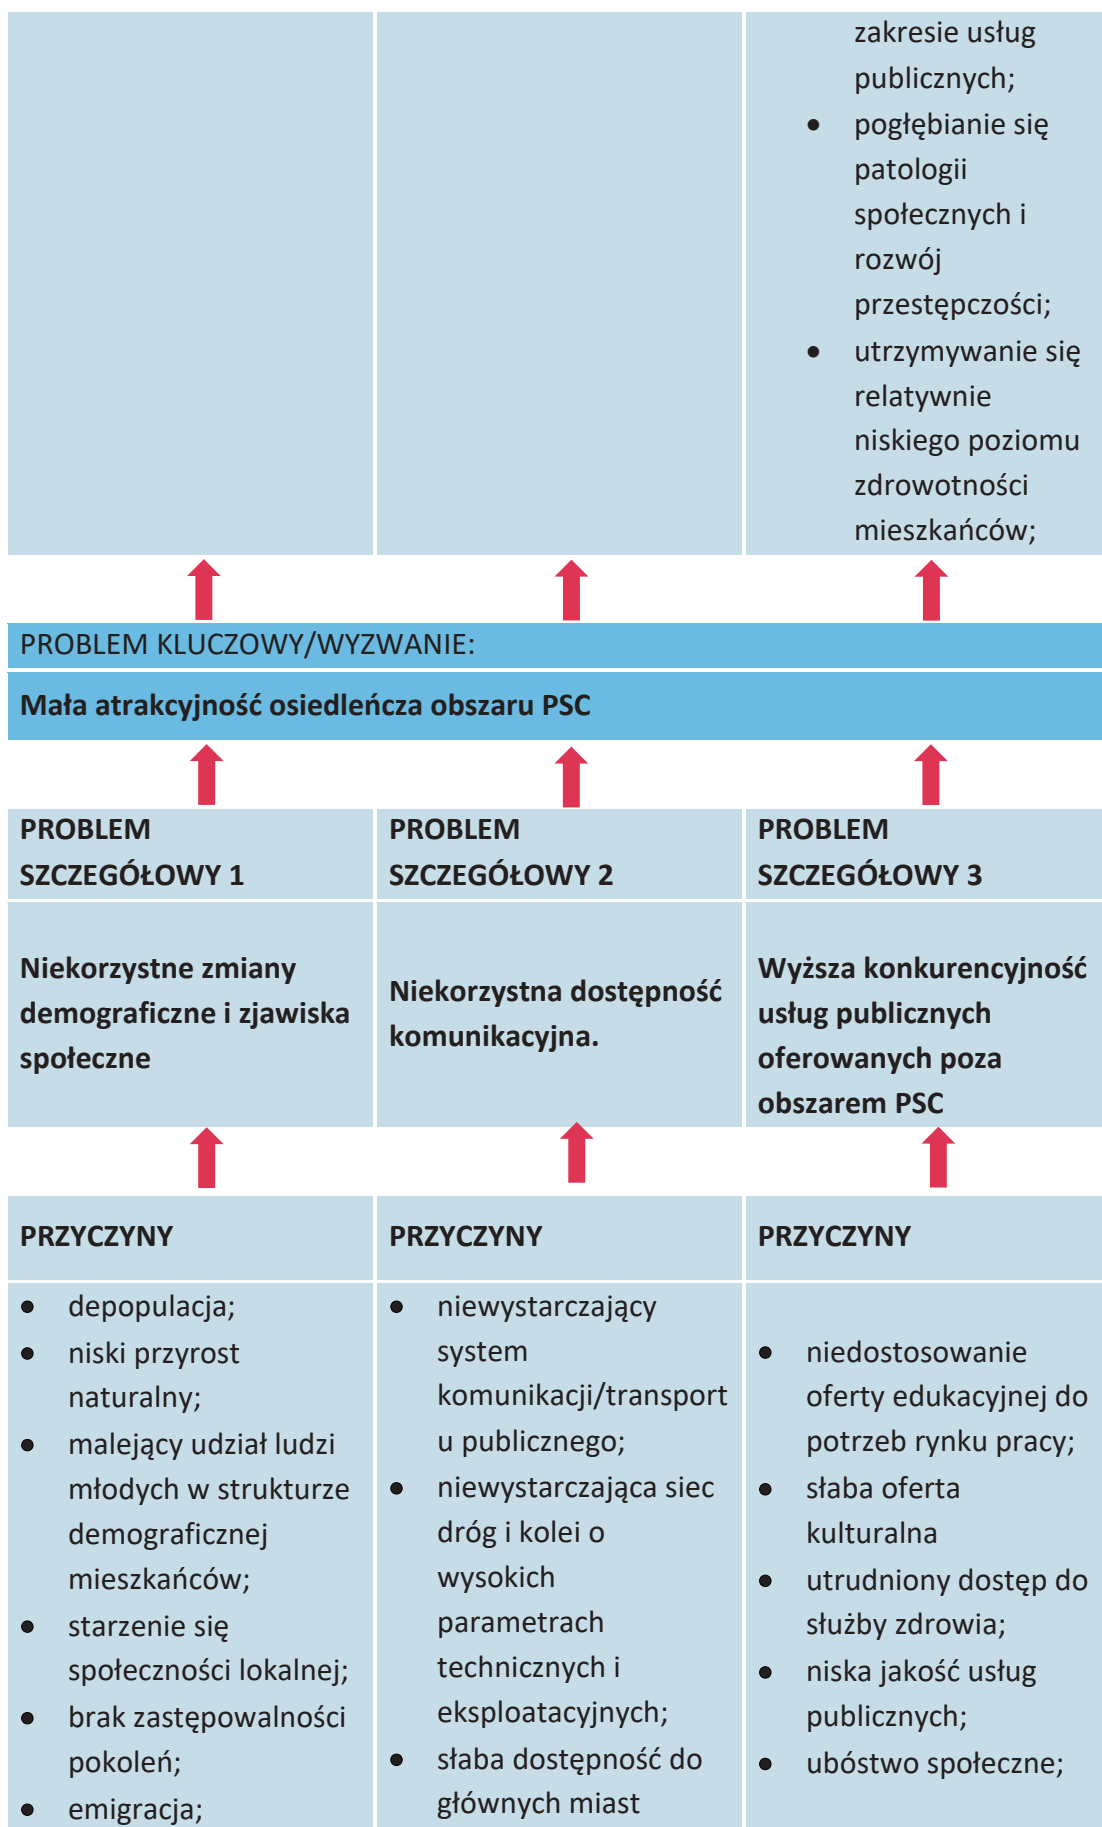 zakresie usług
publicznych;
• pogłębianie się
patologii
społecznych i
rozwój
przestępczości;
• utrzymywanie się
relatywnie
niskiego poziomu
zdrowotności
mieszkańców;
PROBLEM KLUCZOWY/WYZWANIE:
Mała atrakcyjność osiedleńcza obszaru PSC
PROBLEM
SZCZEGÓŁOWY 1
PROBLEM
SZCZEGÓŁOWY 2
PROBLEM
SZCZEGÓŁOWY 3
Niekorzystne zmiany
demograficzne i zjawiska
społeczne
Niekorzystna dostępność
komunikacyjna.
Wyższa konkurencyjność
usług publicznych
oferowanych poza
obszarem PSC
PRZYCZYNY
PRZYCZYNY
PRZYCZYNY
• depopulacja;
• niski przyrost
naturalny;
• malejący udział ludzi
młodych w strukturze
demograficznej
mieszkańców;
• starzenie się
społeczności lokalnej;
• brak zastępowalności
pokoleń;
• emigracja;
• niewystarczający
system
komunikacji/transport
u publicznego;
• niewystarczająca siec
dróg i kolei o
wysokich
parametrach
technicznych i
eksploatacyjnych;
• słaba dostępność do
głównych miast
• niedostosowanie
oferty edukacyjnej do
potrzeb rynku pracy;
• słaba oferta
kulturalna
• utrudniony dostęp do
służby zdrowia;
• niska jakość usług
publicznych;
• ubóstwo społeczne;